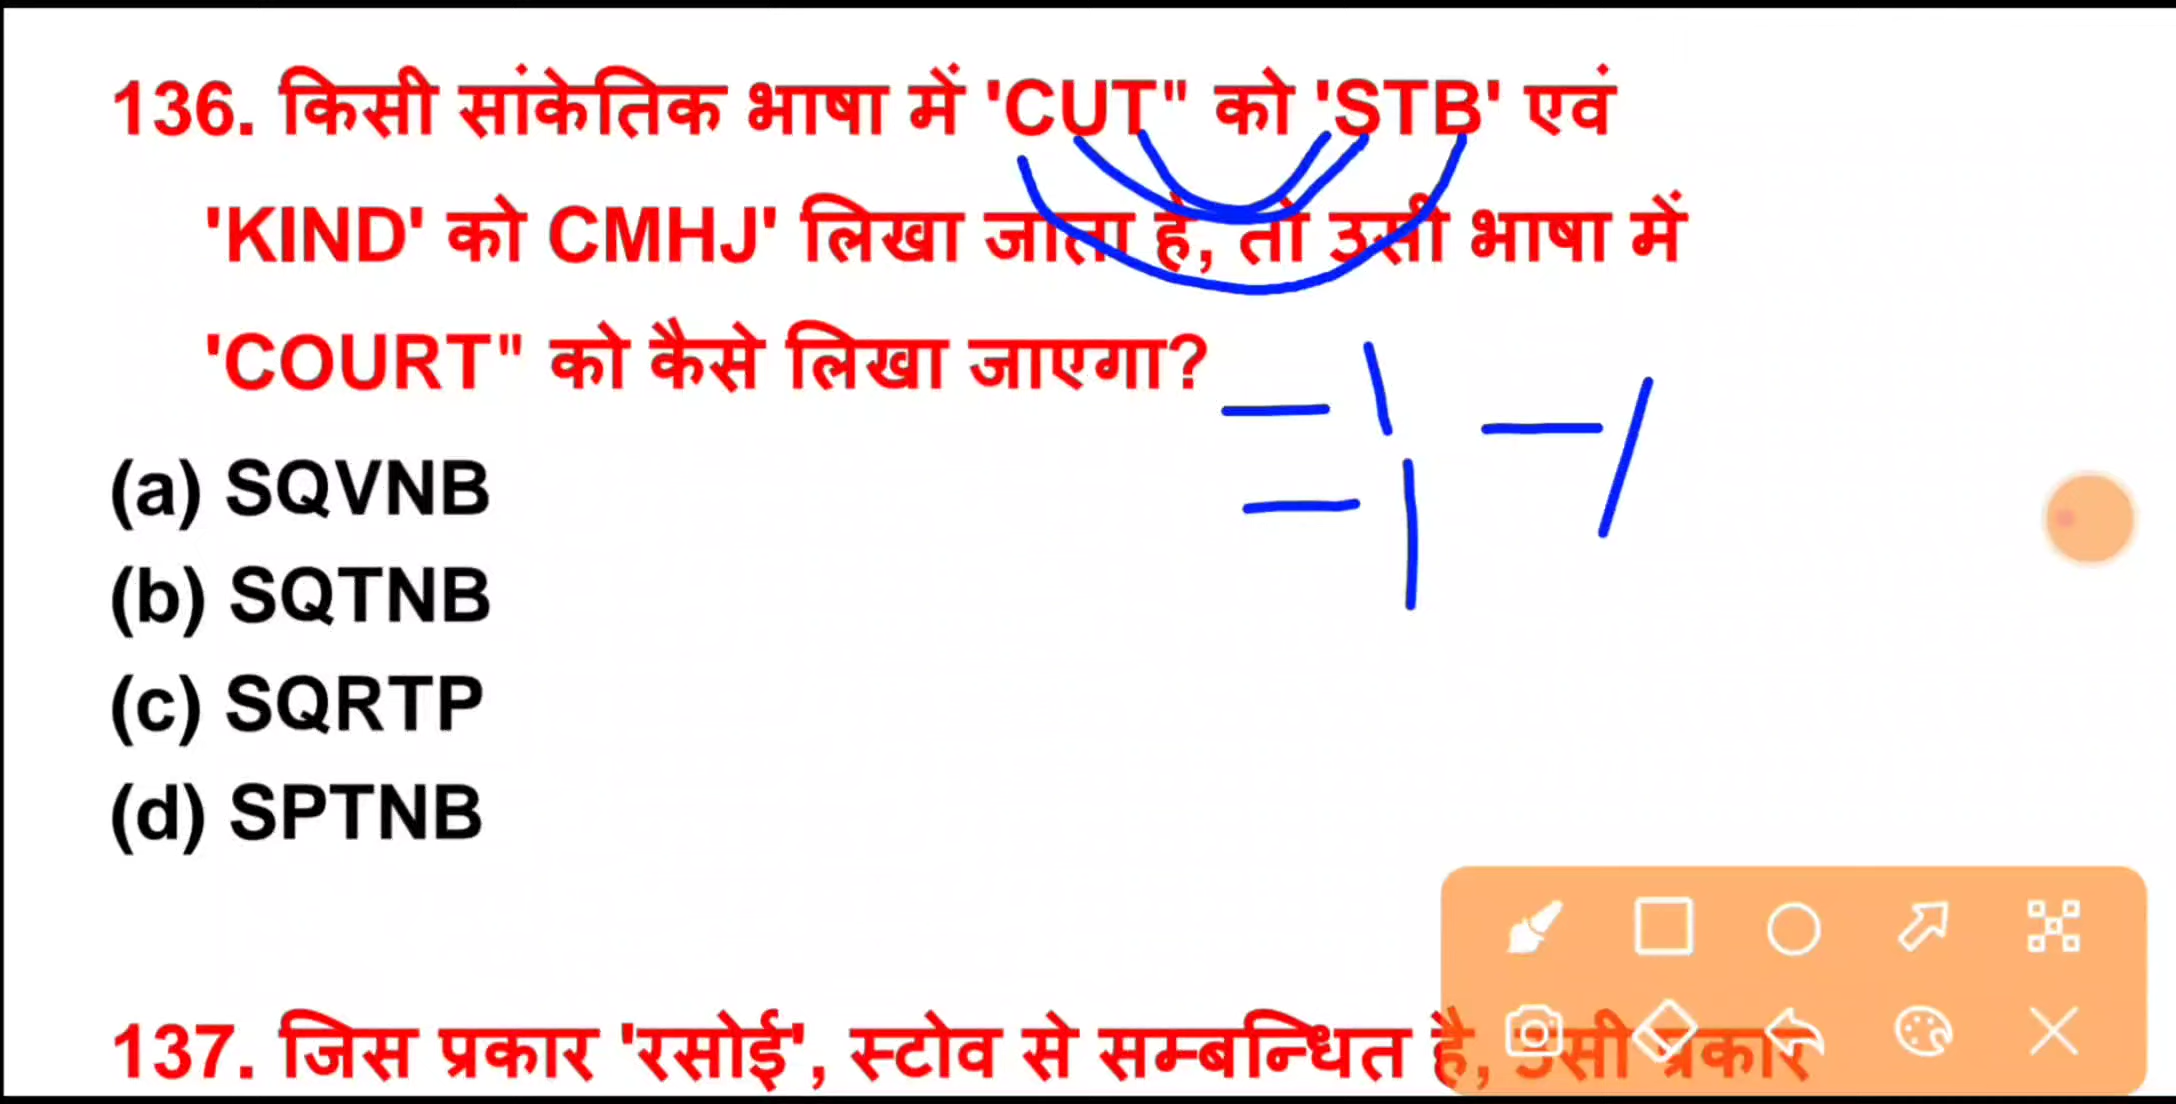 136. किसी सांकेतिक भाषा में 'CUT" को 'STB' एवं
'KIND' को CMHJ' लिखा जाता है, तो उसी भाषा में
'COURT" को कैसे लिखा जाएगा?
(a) SQVNB
(b) SQTNB
(c) SQRTP
(d) SPTNB
137. जिस प्रकार 'रसोई', स्टोव से सम्बन्धित है, उसी प्रकार